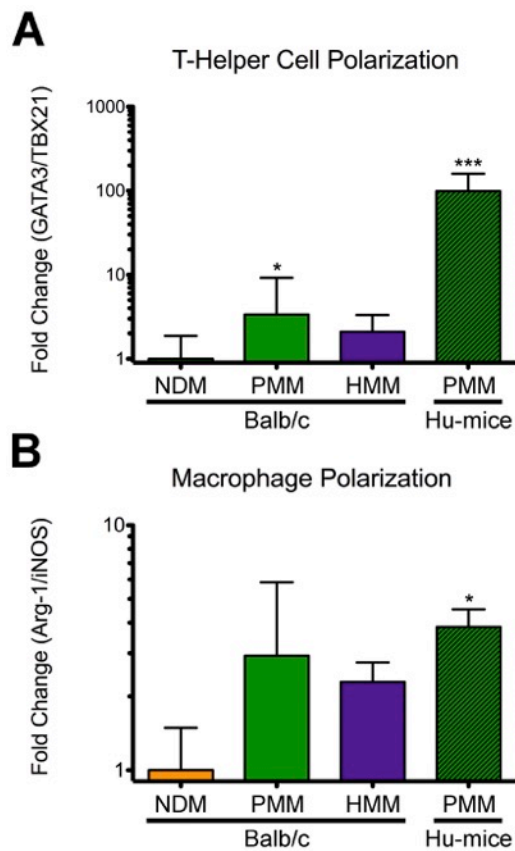 A
T-Helper Cell Polarization
Fold Change (GATA3/TBX21)
1000
100
10
1
*
***
NDM PMM HMM PMM
Balb/c Hu-mice
B
Macrophage Polarization
Fold Change (Arg-1/iNOS)
10
1
*
NDM PMM HMM PMM
Balb/c Hu-mice